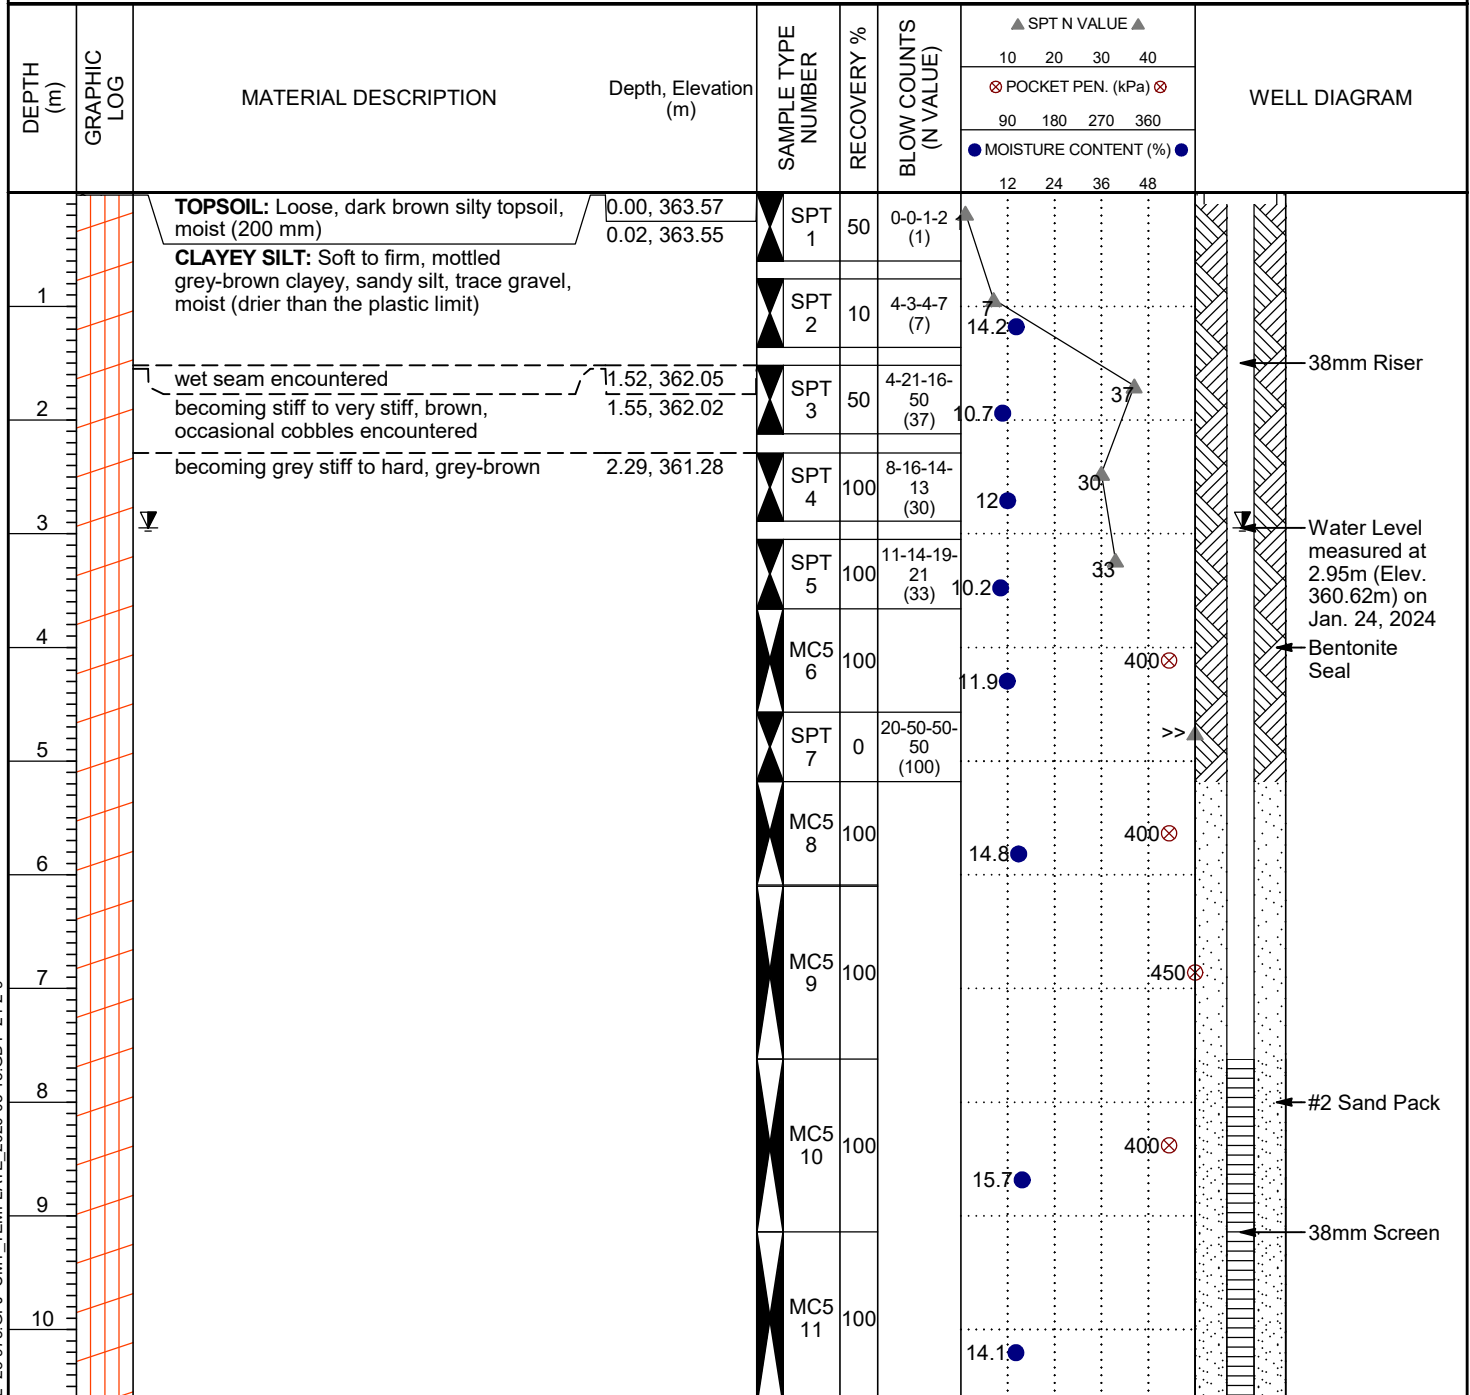 DEPTH
(m)
GRAPHIC
LOG
MATERIAL DESCRIPTION
Depth, Elevation
(m)
SAMPLE TYPE
NUMBER
RECOVERY %
BLOW COUNTS
(N VALUE)
SPT N VALUE
10 20 30 40
POCKET PEN. (kPa)
90 180 270 360
MOISTURE CONTENT (%)
12 24 36 48
WELL DIAGRAM
TOPSOIL: Loose, dark brown silty topsoil,
moist (200 mm)
0.00, 363.57
0.02, 363.55
CLAYEY SILT: Soft to firm, mottled
grey-brown clayey, sandy silt, trace gravel,
moist (drier than the plastic limit)
SPT
1
50
0-0-1-2
(1)
1
1
SPT
2
10
4-3-4-7
(7)
7
14.2
wet seam encountered
1.52, 362.05
becoming stiff to very stiff, brown,
occasional cobbles encountered
1.55, 362.02
2
SPT
3
50
4-21-16-
50
(37)
37
10.7
38mm Riser
becoming grey stiff to hard, grey-brown
2.29, 361.28
SPT
4
100
8-16-14-
13
(30)
30
12
3
Water Level
measured at
2.95m (Elev.
360.62m) on
Jan. 24, 2024
SPT
5
100
11-14-19-
21
(33)
33
10.2
4
MC5
6
100
400
11.9
Bentonite
Seal
5
SPT
7
0
20-50-50-
50
(100)
>>
6
MC5
8
100
400
14.8
7
MC5
9
100
450
8
MC5
10
100
400
15.7
#2 Sand Pack
9
38mm Screen
10
MC5
11
100
14.1